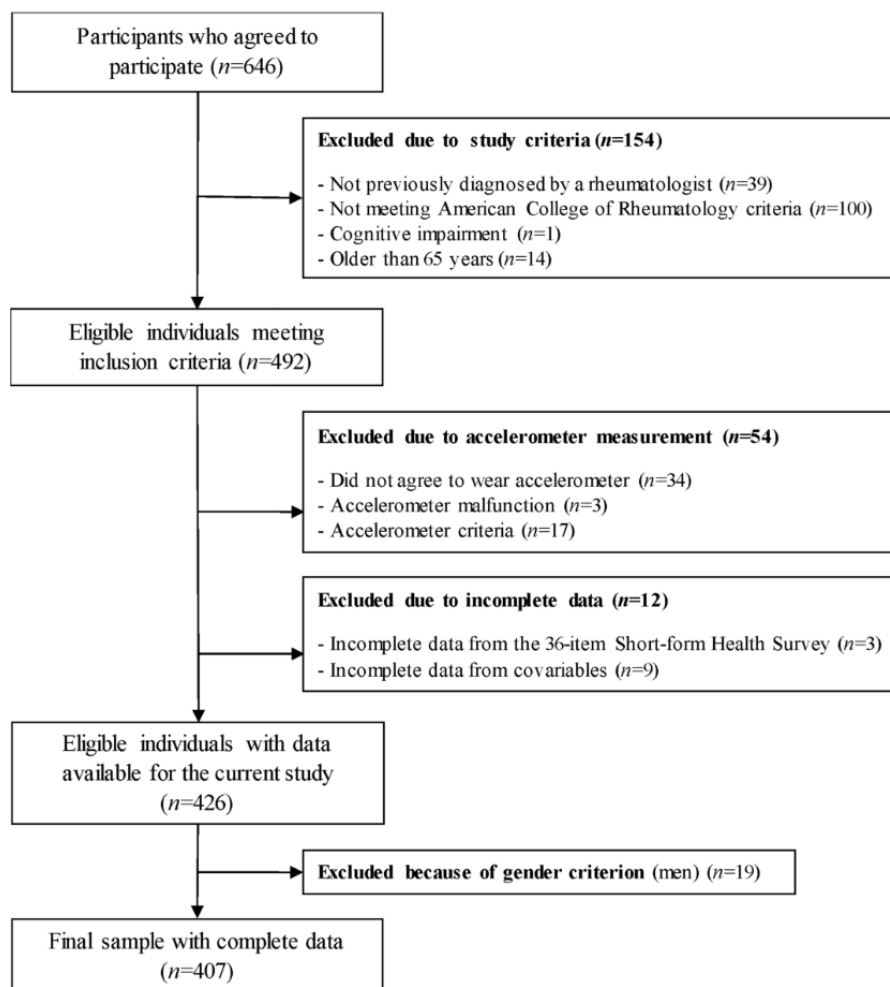 Participants who agreed to
participate (n=646)
Excluded due to study criteria (n=154)
- Not previously diagnosed by a rheumatologist (n=39)
- Not meeting American College of Rheumatology criteria (n=100)
- Cognitive impairment (n=1)
- Older than 65 years (n=14)
Eligible individuals meeting
inclusion criteria (n=492)
Excluded due to accelerometer measurement (n=54)
- Did not agree to wear accelerometer (n=34)
- Accelerometer malfunction (n=3)
- Accelerometer criteria (n=17)
Excluded due to incomplete data (n=12)
- Incomplete data from the 36-item Short-form Health Survey (n=3)
- Incomplete data from covariables (n=9)
Eligible individuals with data
available for the current study
(n=426)
Excluded because of gender criterion (men) (n=19)
Final sample with complete data
(n=407)